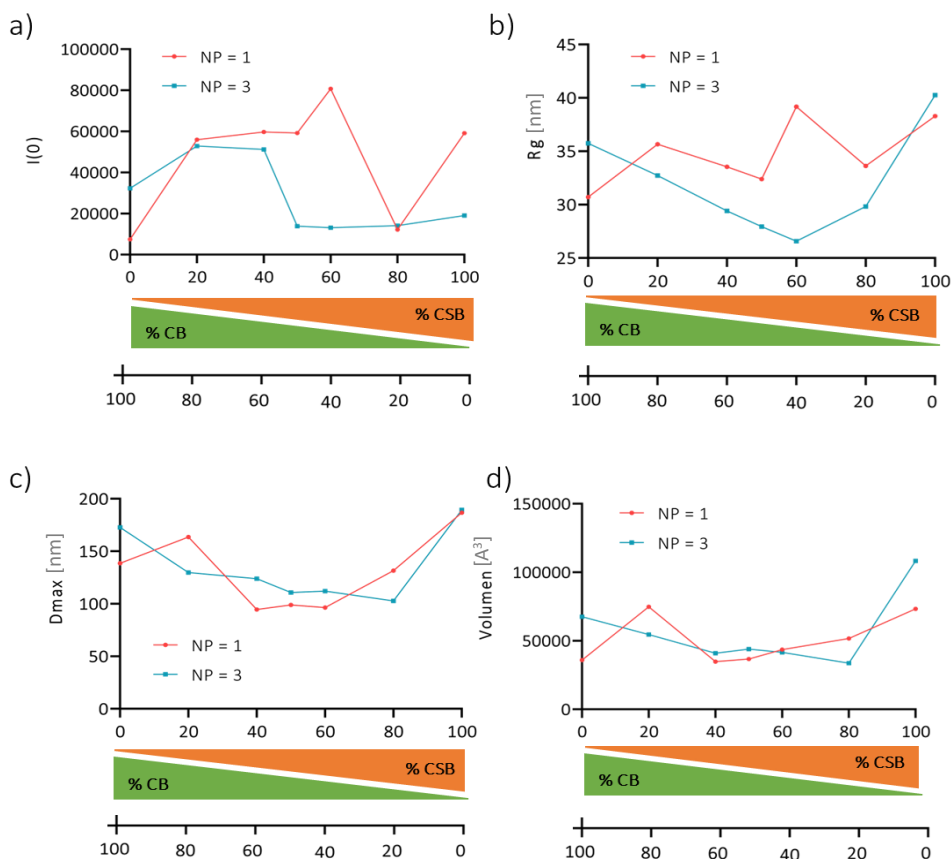 a)
I(0)
100000
80000
60000
40000
20000
0
NP = 1
NP = 3
0 20 40 60 80 100
% CSB
% CB
100 80 60 40 20 0
b)
Rg [nm]
45
40
35
30
25
NP = 1
NP = 3
0 20 40 60 80 100
% CSB
% CB
100 80 60 40 20 0
c)
Dmax [nm]
200
150
100
50
0
NP = 1
NP = 3
0 20 40 60 80 100
% CSB
% CB
100 80 60 40 20 0
d)
Volumen [A³]
150000
100000
50000
0
NP = 1
NP = 3
0 20 40 60 80 100
% CSB
% CB
100 80 60 40 20 0